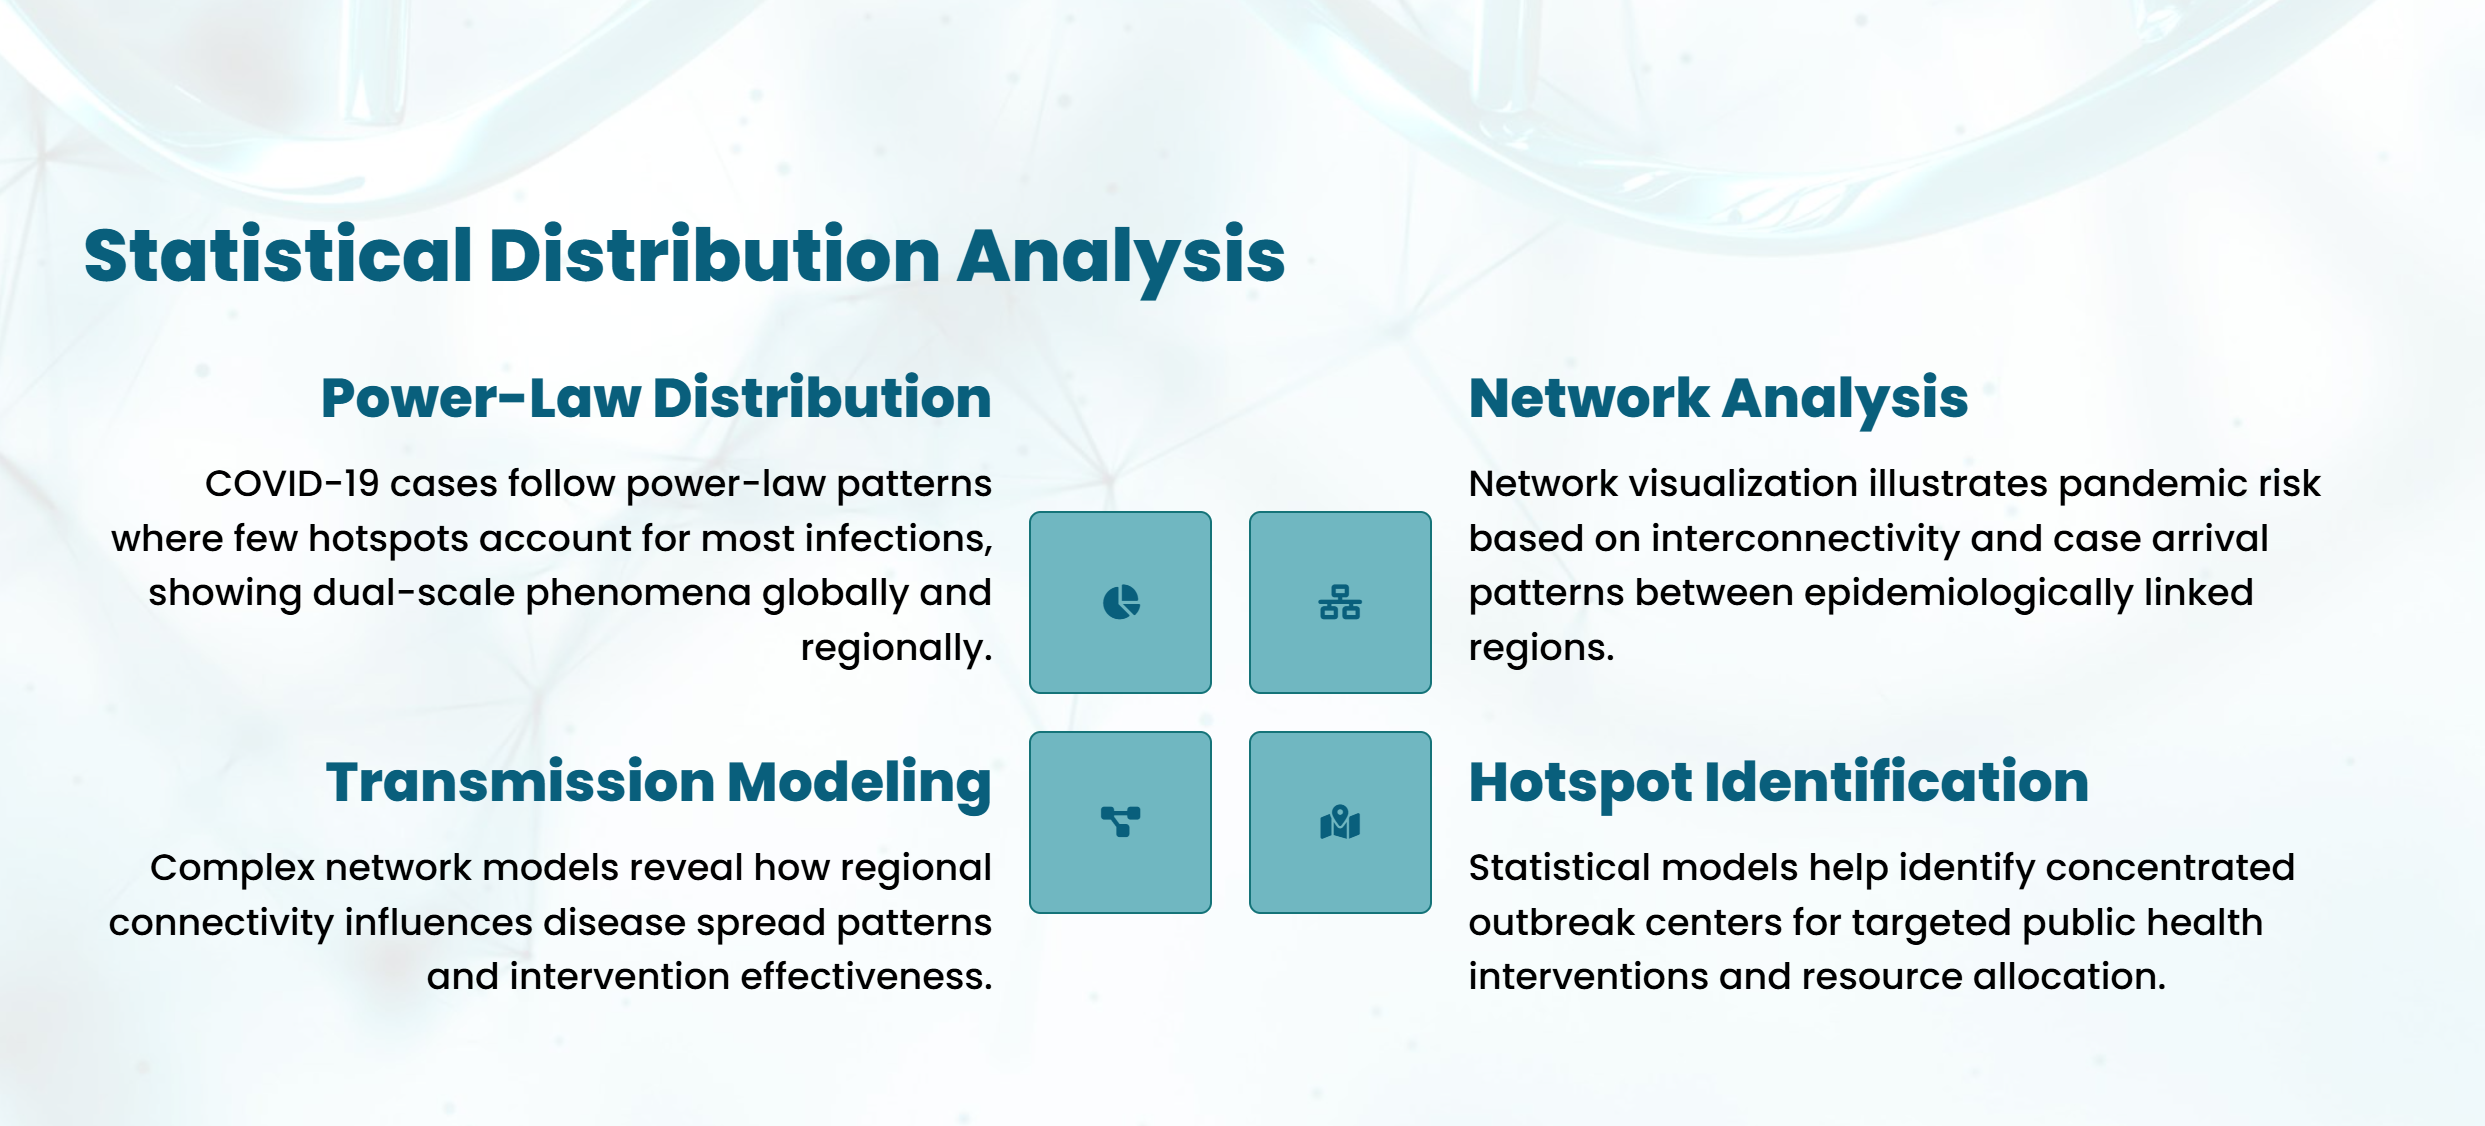 Statistical Distribution Analysis
Power-Law Distribution
COVID-19 cases follow power-law patterns
where few hotspots account for most infections,
showing dual-scale phenomena globally and
regionally.
Network Analysis
Network visualization illustrates pandemic risk
based on interconnectivity and case arrival
patterns between epidemiologically linked
regions.
Transmission Modeling
Complex network models reveal how regional
connectivity influences disease spread patterns
and intervention effectiveness.
Hotspot Identification
Statistical models help identify concentrated
outbreak centers for targeted public health
interventions and resource allocation.